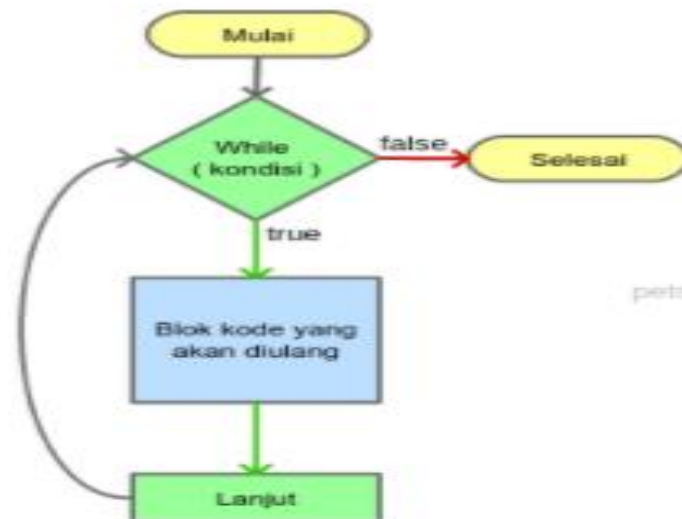 Mulai
While
( kondisi )
false
Selesai
true
Blok kode yang
akan diulang
Lanjut